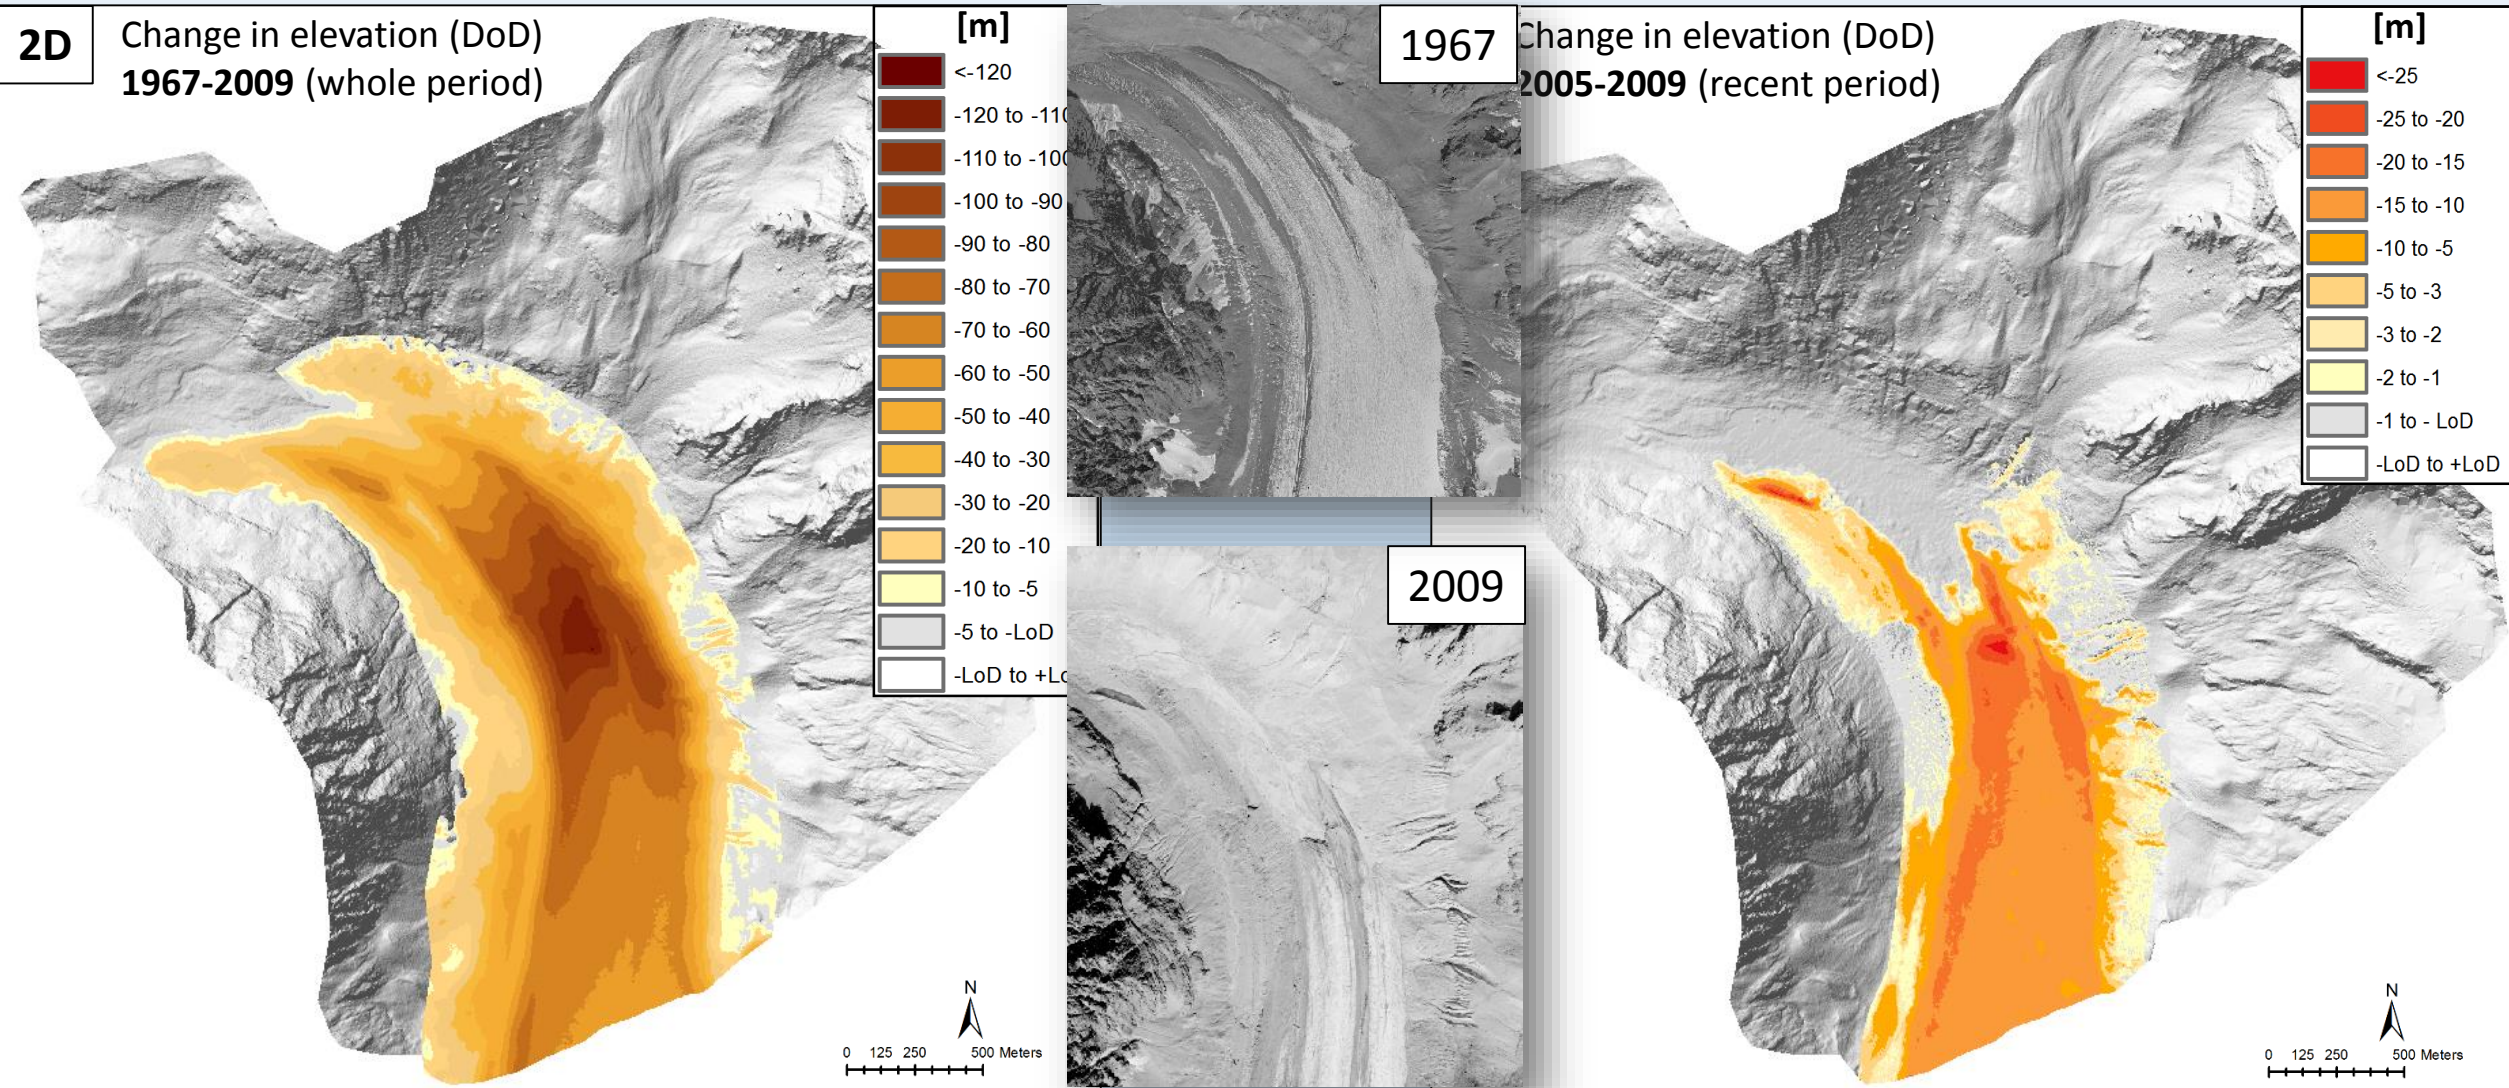 2D
Change in elevation (DoD)
1967-2009 (whole period)
[m]
<-120
-120 to -110
-110 to -100
-100 to -90
-90 to -80
-80 to -70
-70 to -60
-60 to -50
-50 to -40
-40 to -30
-30 to -20
-20 to -10
-10 to -5
-5 to -LoD
-LoD to +Lo
N
0 125 250 500 Meters
1967
2009
Change in elevation (DoD)
2005-2009 (recent period)
[m]
<-25
-25 to -20
-20 to -15
-15 to -10
-10 to -5
-5 to -3
-3 to -2
-2 to -1
-1 to - LoD
-LoD to +LoD
N
0 125 250 500 Meters